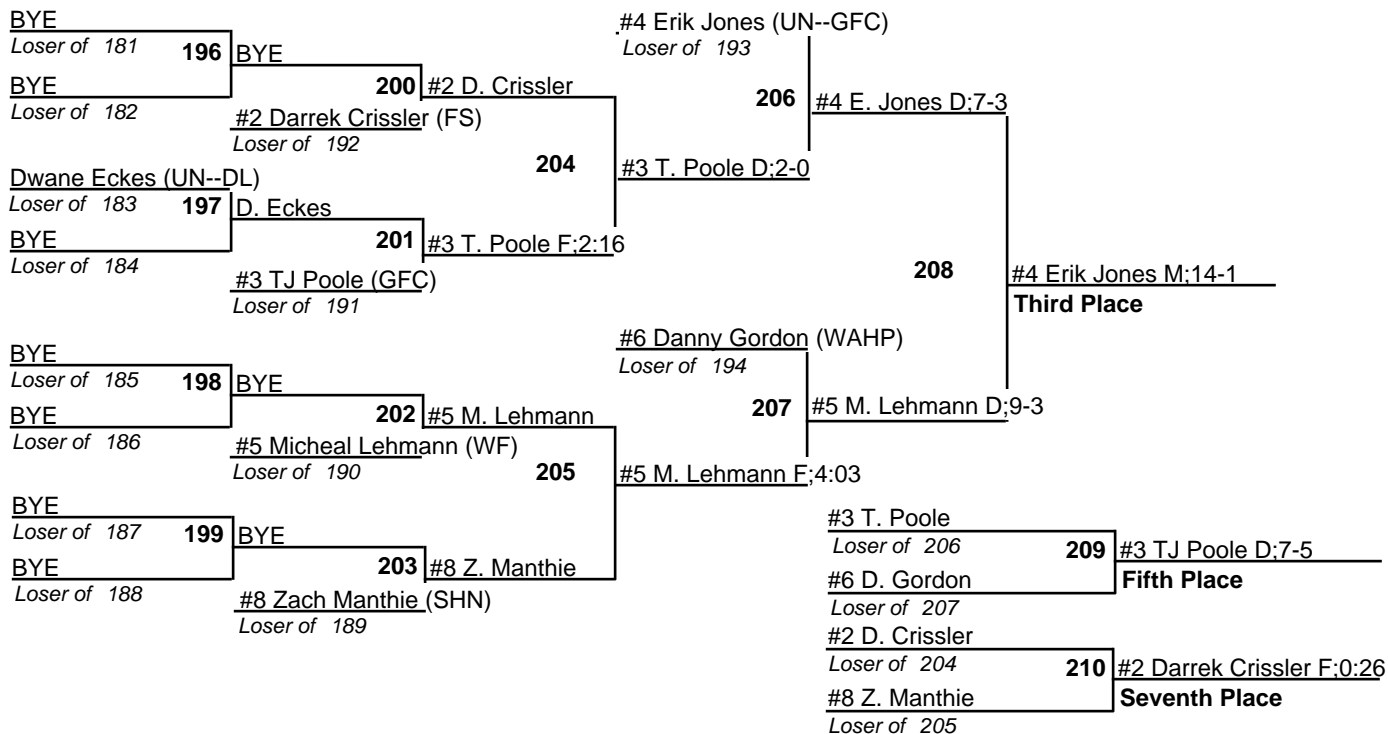 BYE
Loser of 181
196
BYE
BYE
Loser of 182
200
#2 D. Crissler
#2 Darrek Crissler (FS)
Loser of 192
Dwane Eckes (UN--DL)
Loser of 183
197
D. Eckes
BYE
Loser of 184
201
#3 T. Poole F;2:16
#3 TJ Poole (GFC)
Loser of 191
204
#3 T. Poole D;2-0
#4 Erik Jones (UN--GFC)
Loser of 193
206
#4 E. Jones D;7-3
BYE
Loser of 185
198
BYE
BYE
Loser of 186
202
#5 M. Lehmann
#5 Micheal Lehmann (WF)
Loser of 190
BYE
Loser of 187
199
BYE
BYE
Loser of 188
203
#8 Z. Manthie
#8 Zach Manthie (SHN)
Loser of 189
205
#5 M. Lehmann F;4:03
#6 Danny Gordon (WAHP)
Loser of 194
207
#5 M. Lehmann D;9-3
208
#4 Erik Jones M;14-1
Third Place
#3 T. Poole
Loser of 206
209
#3 TJ Poole D;7-5
#6 D. Gordon
Fifth Place
Loser of 207
#2 D. Crissler
Loser of 204
210
#2 Darrek Crissler F;0:26
#8 Z. Manthie
Seventh Place
Loser of 205